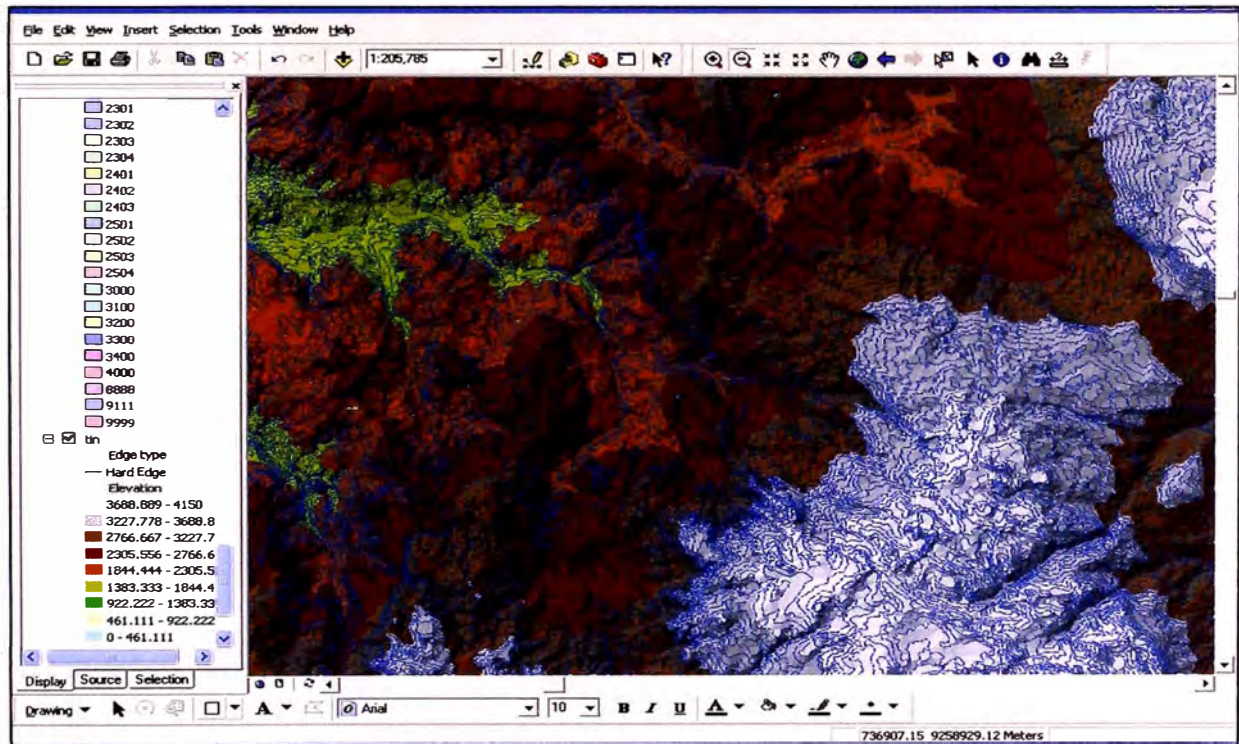 File Edit View Insert Selection Tools Window Help
1:205,785
2301
2302
2303
2304
2401
2402
2403
2501
2502
2503
2504
3000
3100
3200
3300
3400
4000
8888
9111
9999
tin
Edge type
Hard Edge
Elevation
3688.889 - 4150
3227.778 - 3688.8
2766.667 - 3227.7
2305.556 - 2766.6
1844.444 - 2305.5
1383.333 - 1844.4
922.222 - 1383.33
461.111 - 922.222
0 - 461.111
Display Source Selection
Drawing A Arial 10 B I U A
736907.15 9258929.12 Meters